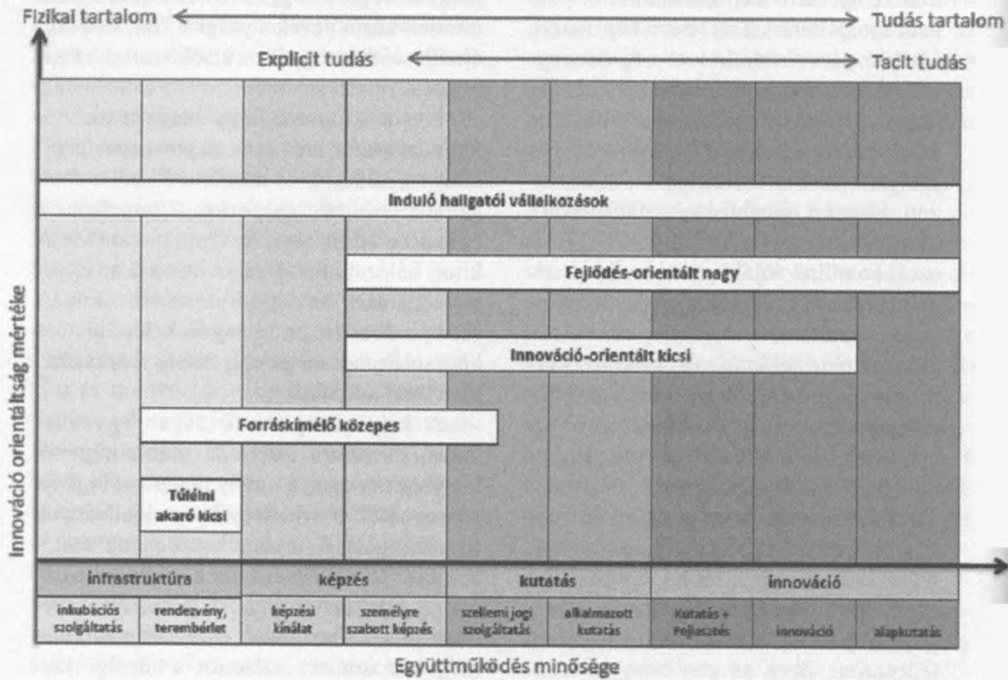 Fizikai tartalom
Tudás tartalom
Explicit tudás
Tacit tudás
Innováció orientáltság mértéke
Induló hallgatói vállalkozások
Fejlődés-orientált nagy
Innováció-orientált kicsi
Forráskímélő közepes
Túlélni
akaró kicsi
infrastruktúra
képzés
kutatás
innováció
inkubációs
szolgáltatás
rendezvény,
terembérlet
képzési
kínálat
személyre
szabott képzés
szellemi jogi
szolgáltatás
alkalmazott
kutatás
Kutatás +
Fejlesztés
innováció
alapkutatás
Együttműködés minősége